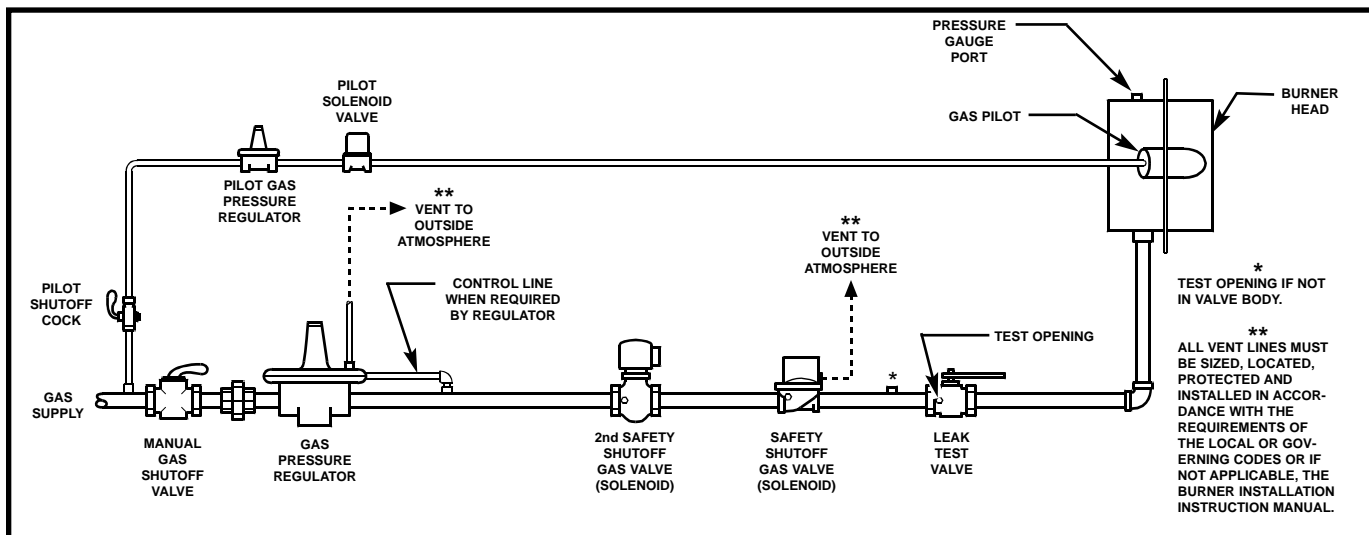 PRESSURE
GAUGE
PORT
PILOT
SOLENOID
VALVE
BURNER
HEAD
GAS PILOT
PILOT GAS
PRESSURE
REGULATOR
**
VENT TO
OUTSIDE
ATMOSPHERE
**
VENT TO
OUTSIDE
ATMOSPHERE
PILOT
SHUTOFF
COCK
CONTROL LINE
WHEN REQUIRED
BY REGULATOR
*
TEST OPENING IF NOT
IN VALVE BODY.
TEST OPENING
*
**
ALL VENT LINES MUST
BE SIZED, LOCATED,
PROTECTED AND
INSTALLED IN ACCOR-
DANCE WITH THE
REQUIREMENTS OF
THE LOCAL OR GOV-
ERNING CODES OR IF
NOT APPLICABLE, THE
BURNER INSTALLATION
INSTRUCTION MANUAL.
GAS
SUPPLY
MANUAL
GAS
SHUTOFF
VALVE
GAS
PRESSURE
REGULATOR
2nd SAFETY
SHUTOFF
GAS VALVE
(SOLENOID)
SAFETY
SHUTOFF
GAS VALVE
(SOLENOID)
LEAK
TEST
VALVE